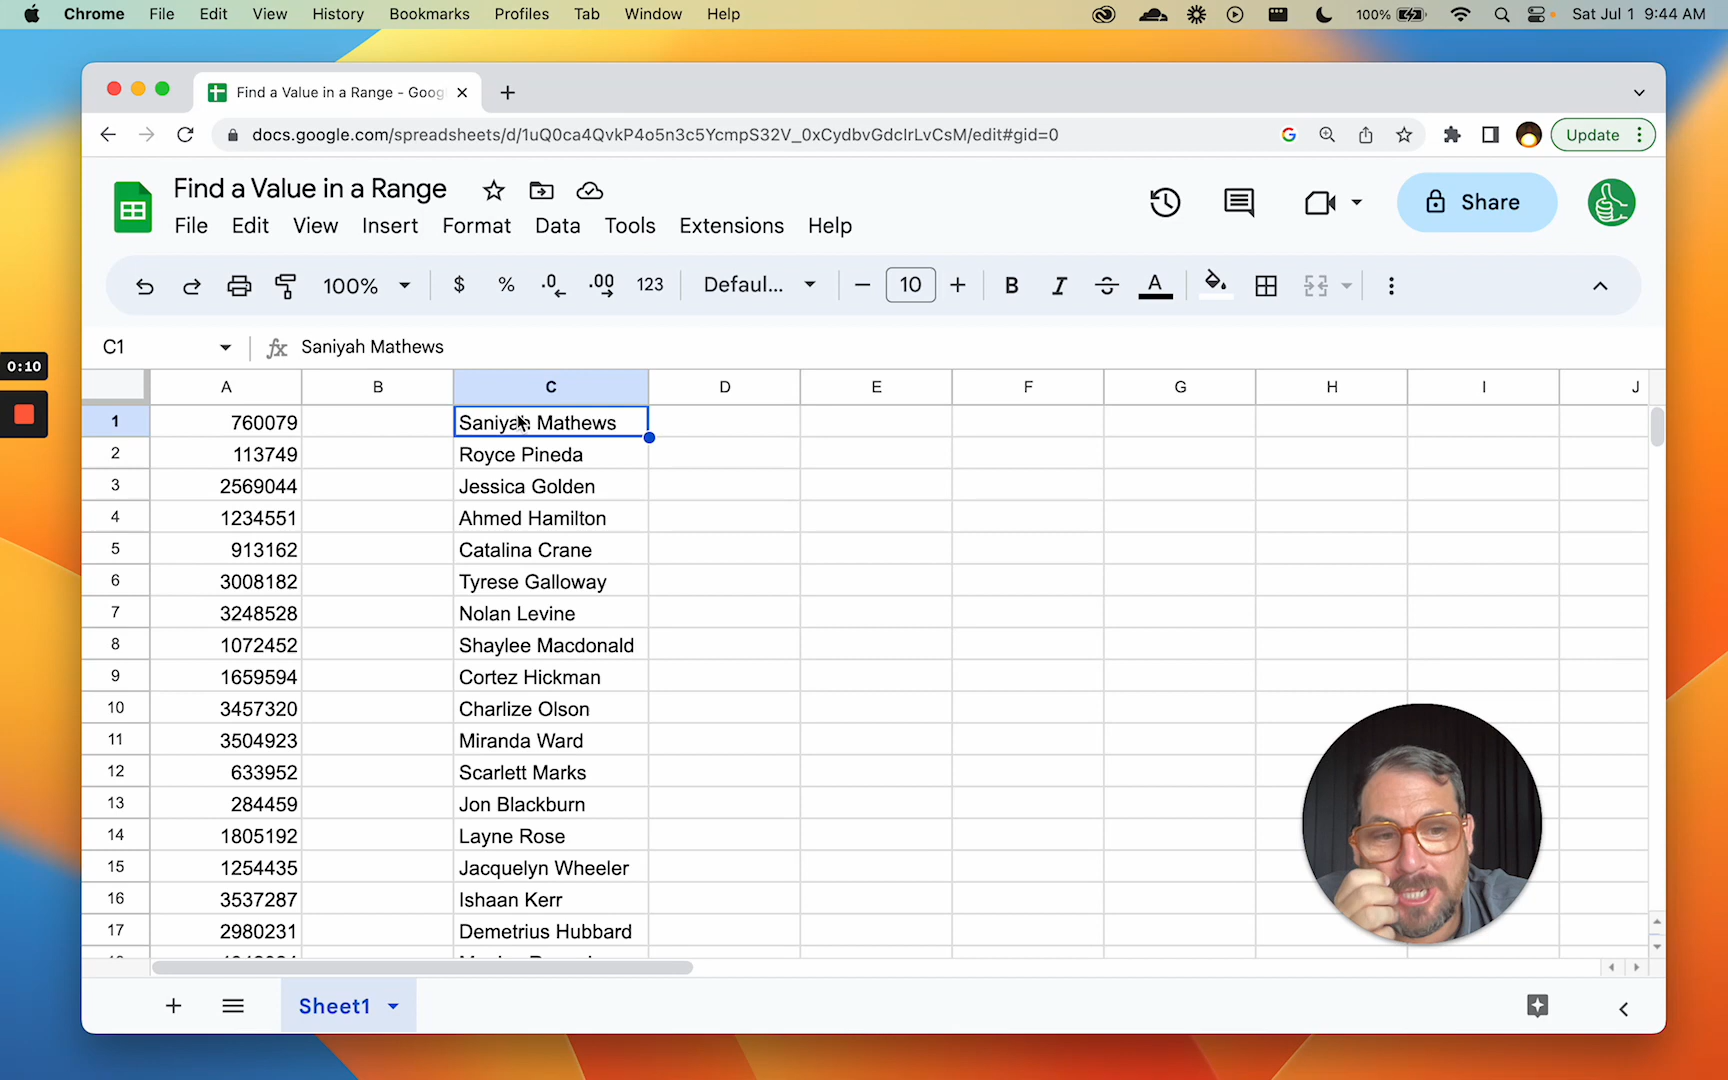 Chrome File Edit View History Bookmarks Profiles Tab Window Help 100% Sat Jul 1 9:44 AM
Find a Value in a Range - Goog
docs.google.com/spreadsheets/d/1uQ0ca4QvkP4o5n3c5YcmpS32V_0xCydbvGdclrLvCsM/edit#gid=0 Update
Find a Value in a Range
Share
File Edit View Insert Format Data Tools Extensions Help
100% $ % .0 .00 123 Defaul... 10 B I S A
C1 fx Saniyah Mathews
0:10
A B C D E F G H I J
1 760079 Saniyah Mathews
2 113749 Royce Pineda
3 2569044 Jessica Golden
4 1234551 Ahmed Hamilton
5 913162 Catalina Crane
6 3008182 Tyrese Galloway
7 3248528 Nolan Levine
8 1072452 Shaylee Macdonald
9 1659594 Cortez Hickman
10 3457320 Charlize Olson
11 3504923 Miranda Ward
12 633952 Scarlett Marks
13 284459 Jon Blackburn
14 1805192 Layne Rose
15 1254435 Jacquelyn Wheeler
16 3537287 Ishaan Kerr
17 2980231 Demetrius Hubbard
Sheet1